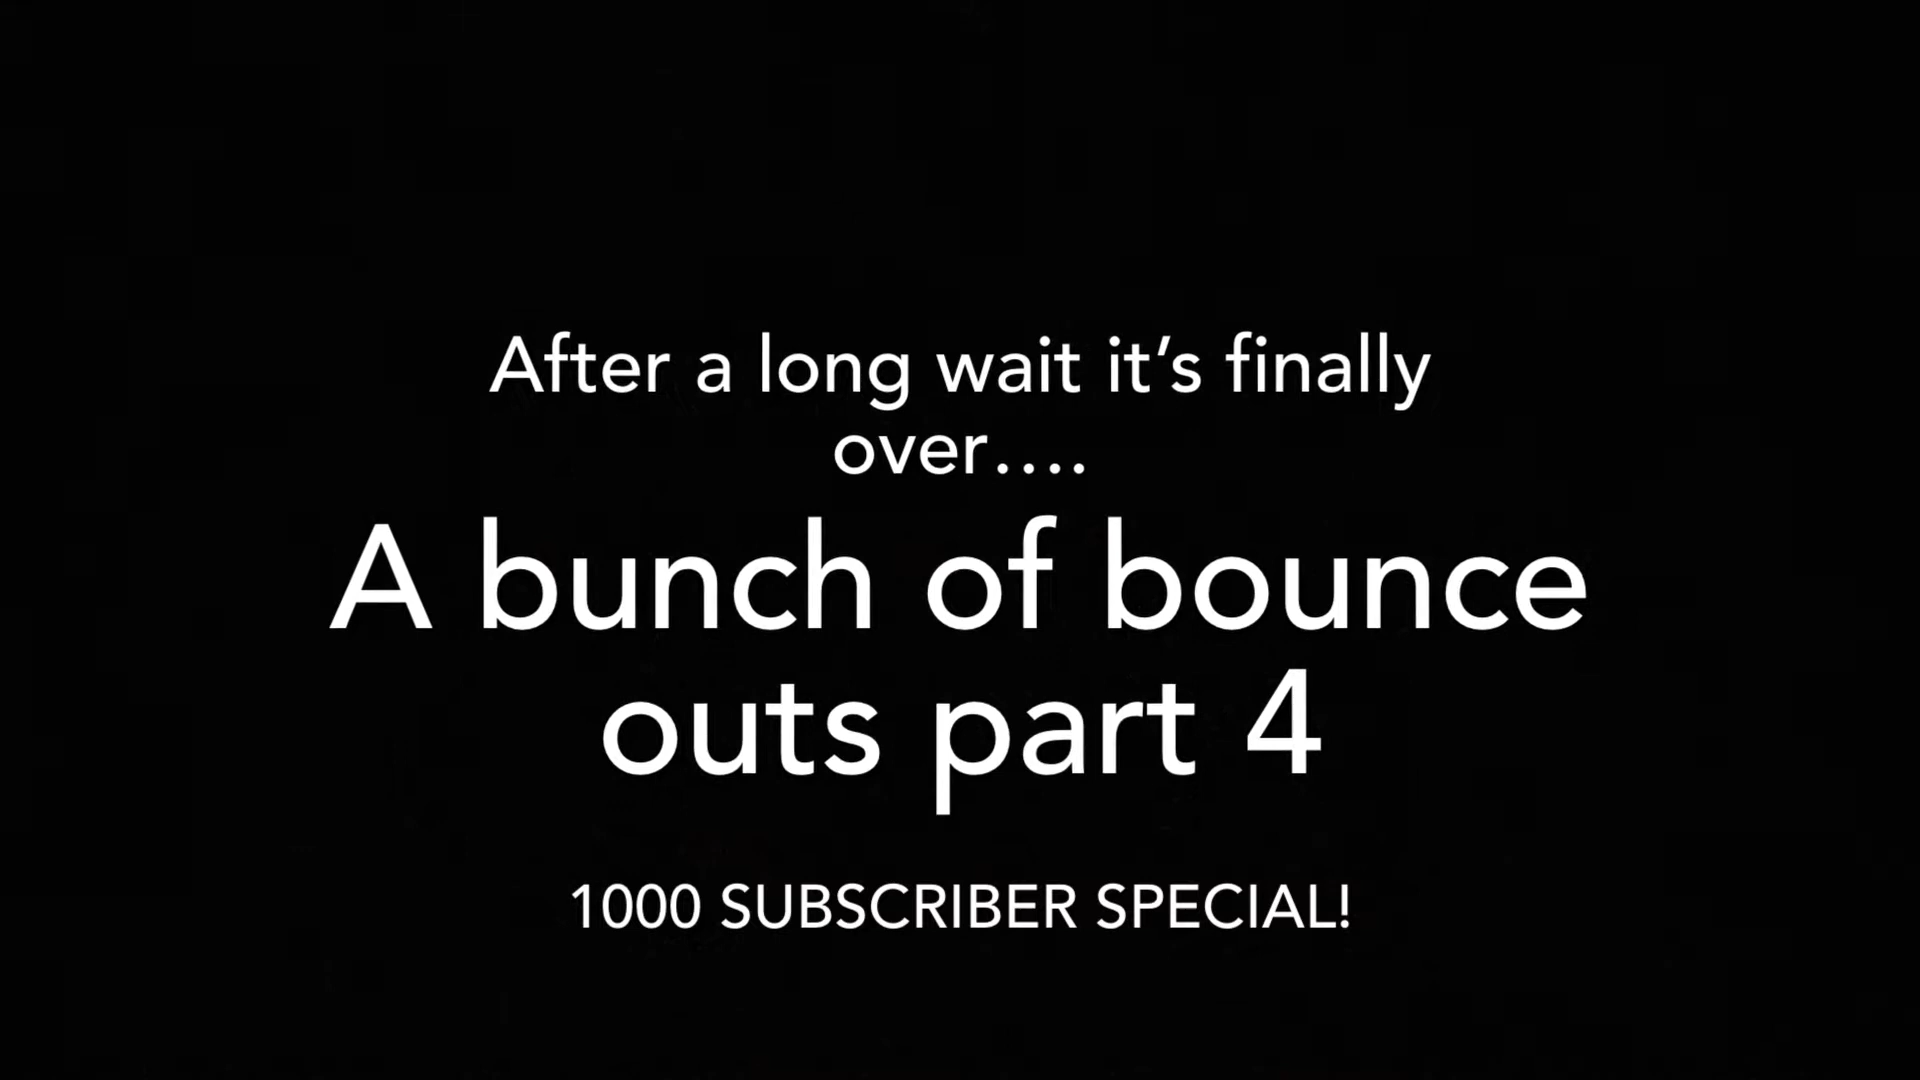 After a long wait it’s finally
over....
A bunch of bounce
outs part 4
1000 SUBSCRIBER SPECIAL!